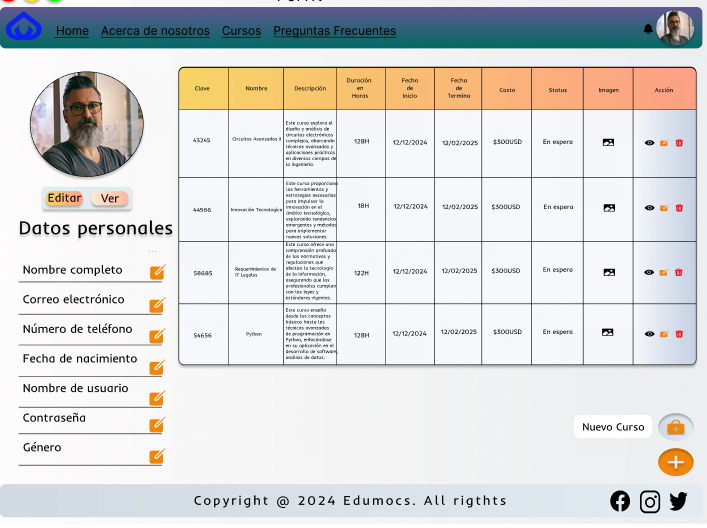 Home Acerca de nosotros Cursos Preguntas Frecuentes
Editar Ver
Datos personales
...
Nombre completo
Correo electrónico
Número de teléfono
Fecha de nacimiento
Nombre de usuario
Contraseña
Género
Clave Nombre Descripción Duración en Horas Fecha de Inicio Fecha de Termina Costo Status Imagen Acción
43245 Circuitos Avanzados II
Este curso explora el
diseño y análisis de
circuitos electrónicos
complejos, abarcando
técnicas avanzadas y
aplicaciones prácticas
en diversos campos de
la ingeniería.
128H 12/12/2024 12/02/2025 $300USD En espera
44566 Innovación Tecnologica
Este curso proporciona
las herramientas y
estrategias necesarias
para impulsar la
innovación en el
ámbito tecnológico,
explorando tendencias
emergentes y métodos
para implementar
nuevas soluciones.
18H 12/12/2024 12/02/2025 $300USD En espera
58685 Requerimientos de
IT Legales
Este curso ofrece una
comprensión profunda
de las normativas y
regulaciones que
afectan la tecnología
de la información,
asegurando que los
profesionales cumplan
con las leyes y
estándares vigentes.
122H 12/12/2024 12/02/2025 $300USD En espera
54656 Python
Este curso enseña
desde los conceptos
básicos hasta las
técnicas avanzadas
de programación en
Python, enfocándose
en su aplicación en el
desarrollo de software,
análisis de datos.
128H 12/12/2024 12/02/2025 $300USD En espera
Nuevo Curso
Copyright @ 2024 Edumocs. All rigthts